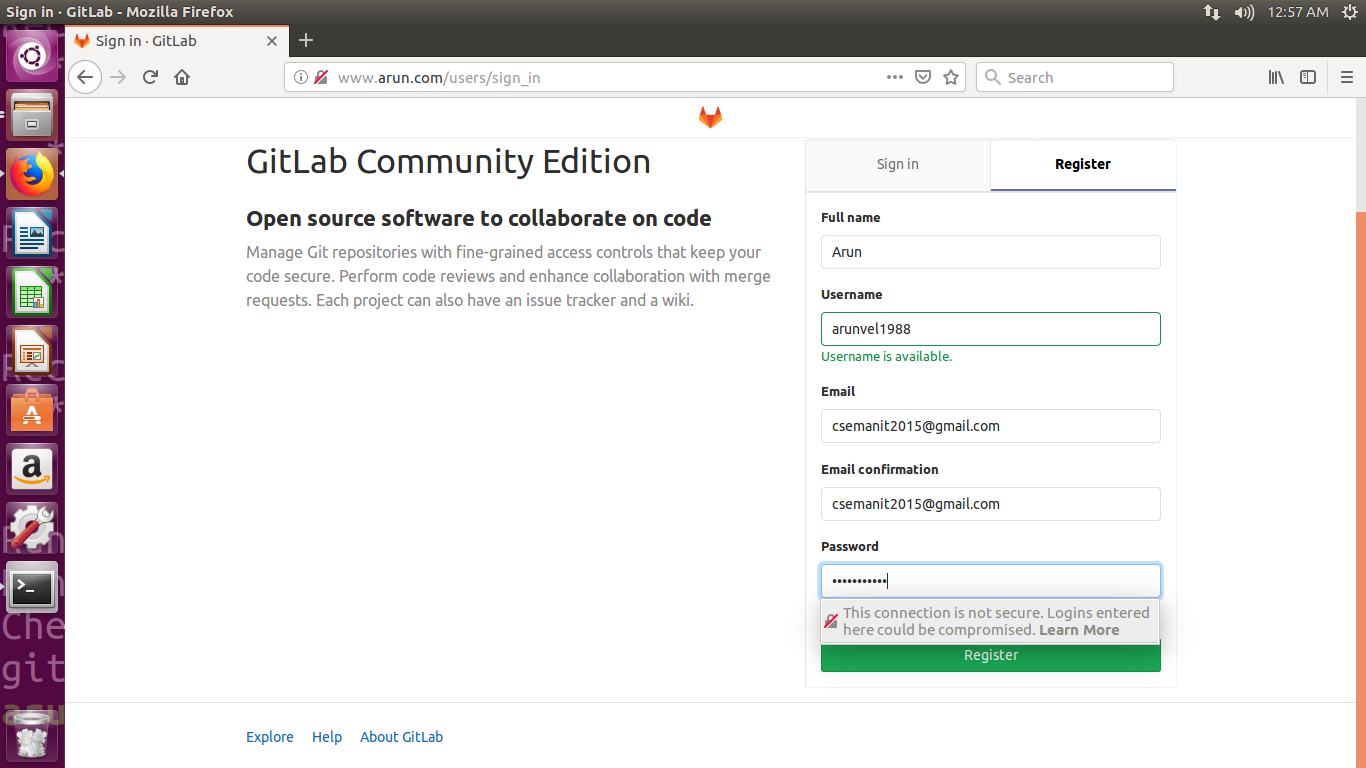 Sign in · GitLab - Mozilla Firefox
12:57 AM
Sign in · GitLab
www.arun.com/users/sign_in
Search
GitLab Community Edition
Open source software to collaborate on code
Manage Git repositories with fine-grained access controls that keep your
code secure. Perform code reviews and enhance collaboration with merge
requests. Each project can also have an issue tracker and a wiki.
Sign in
Register
Full name
Arun
Username
arunvel1988
Username is available.
Email
csemanit2015@gmail.com
Email confirmation
csemanit2015@gmail.com
Password
•••••••••••
This connection is not secure. Logins entered
here could be compromised. Learn More
Register
Explore
Help
About GitLab
Che
git